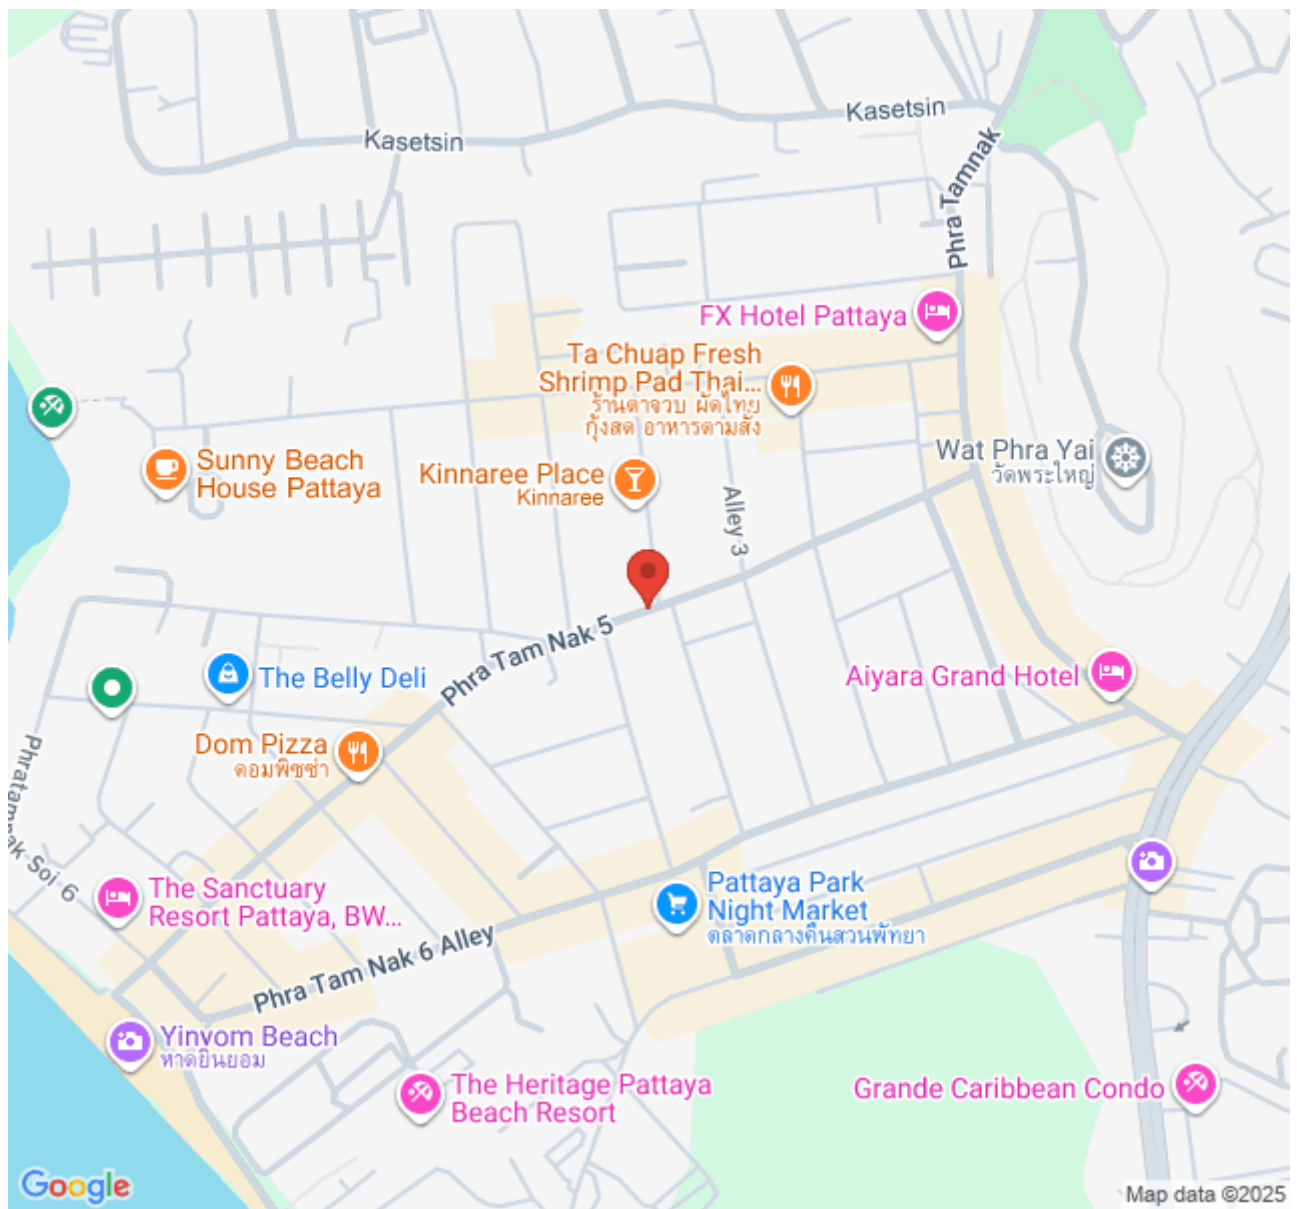 Kasetsin
Kasetsin
Phra Tamnak
FX Hotel Pattaya
Ta Chuap Fresh
Shrimp Pad Thai...
ร้านตาจวบ ผัดไทย
กุ้งสด อาหารตามสั่ง
Wat Phra Yai
วัดพระใหญ่
Sunny Beach
House Pattaya
Kinnaree Place
Kinnaree
Alley 3
Phra Tam Nak 5
The Belly Deli
Aiyara Grand Hotel
Dom Pizza
ดอมพิซซ่า
Phratamnak Soi 6
The Sanctuary
Resort Pattaya, BW...
Pattaya Park
Night Market
ตลาดกลางคืนสวนพัทยา
Phra Tam Nak 6 Alley
Yinvom Beach
หาดยินยอม
The Heritage Pattaya
Beach Resort
Grande Caribbean Condo
Google
Map data ©2025